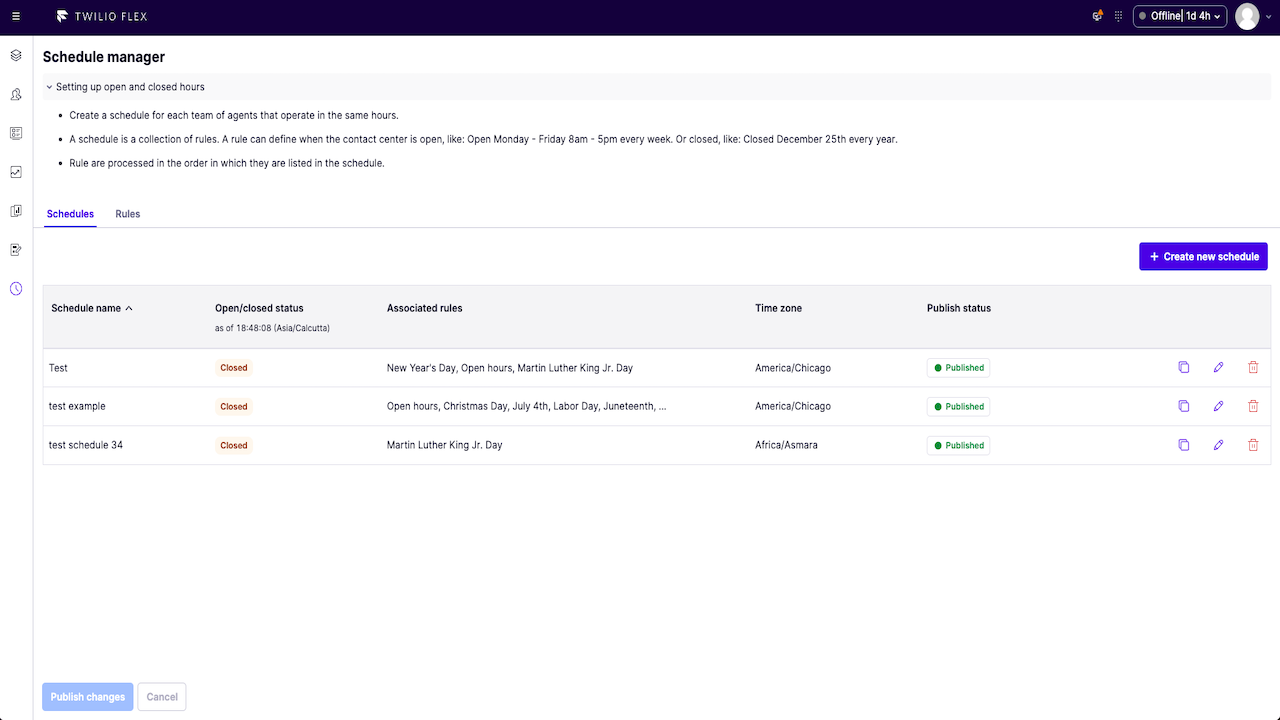 TWILIO FLEX
Offline| 1d 4h
Schedule manager
Setting up open and closed hours
• Create a schedule for each team of agents that operate in the same hours.
• A schedule is a collection of rules. A rule can define when the contact center is open, like: Open Monday - Friday 8am - 5pm every week. Or closed, like: Closed December 25th every year.
• Rule are processed in the order in which they are listed in the schedule.
Schedules Rules
+ Create new schedule
Schedule name Open/closed status Associated rules Time zone Publish status
as of 18:48:08 (Asia/Calcutta)
Test Closed New Year's Day, Open hours, Martin Luther King Jr. Day America/Chicago Published
test example Closed Open hours, Christmas Day, July 4th, Labor Day, Juneteenth, ... America/Chicago Published
test schedule 34 Closed Martin Luther King Jr. Day Africa/Asmara Published
Publish changes Cancel